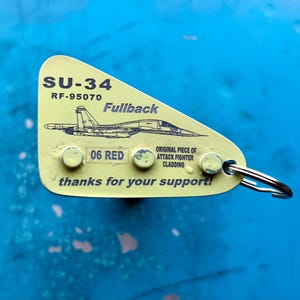 SU-34
RF-95070
Fullback
06 RED
ORIGINAL PIECE OF
ATTACK FIGHTER
CLADDING
thanks for your support!